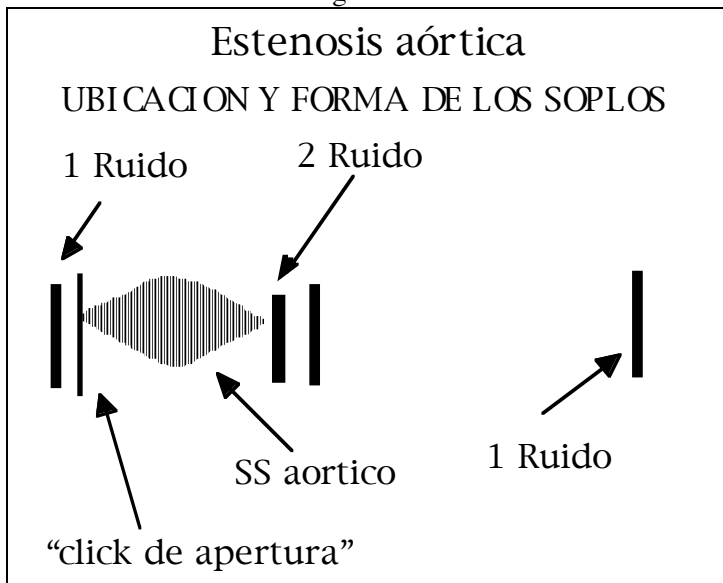 Estenosis aórtica
UBICACION Y FORMA DE LOS SOPLOS
1 Ruido
2 Ruido
SS aortico
1 Ruido
“click de apertura”